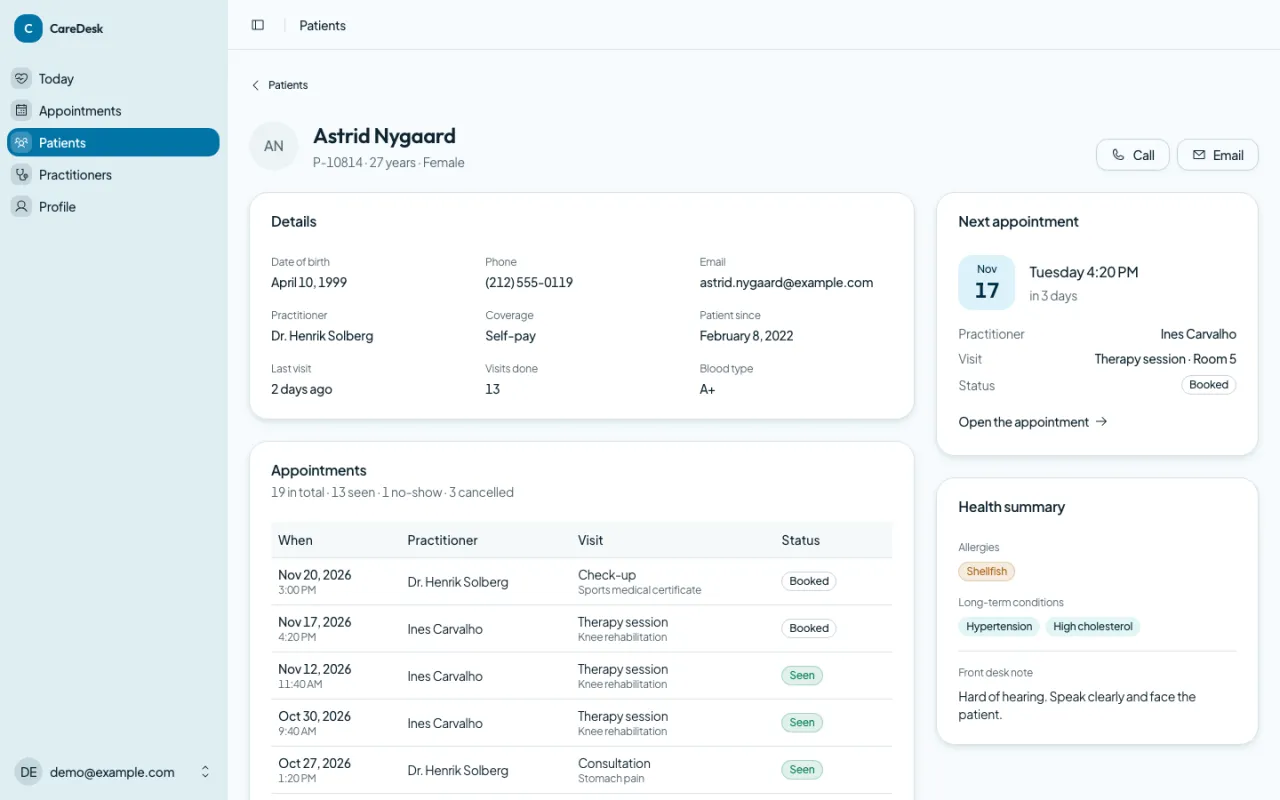 C CareDesk
Today
Appointments
Patients
Practitioners
Profile
DE demo@example.com
Patients
Patients
AN
Astrid Nygaard
P-10814 · 27 years · Female
Call
Email
Details
Date of birth
April 10, 1999
Phone
(212) 555-0119
Email
astrid.nygaard@example.com
Practitioner
Dr. Henrik Solberg
Coverage
Self-pay
Patient since
February 8, 2022
Last visit
2 days ago
Visits done
13
Blood type
A+
Appointments
19 in total · 13 seen · 1 no-show · 3 cancelled
When Practitioner Visit Status
Nov 20, 2026
3:00 PM
Dr. Henrik Solberg
Check-up
Sports medical certificate
Booked
Nov 17, 2026
4:20 PM
Ines Carvalho
Therapy session
Knee rehabilitation
Booked
Nov 12, 2026
11:40 AM
Ines Carvalho
Therapy session
Knee rehabilitation
Seen
Oct 30, 2026
9:40 AM
Ines Carvalho
Therapy session
Knee rehabilitation
Seen
Oct 27, 2026
1:20 PM
Dr. Henrik Solberg
Consultation
Stomach pain
Seen
Next appointment
Nov
17
Tuesday 4:20 PM
in 3 days
Practitioner Ines Carvalho
Visit Therapy session · Room 5
Status Booked
Open the appointment →
Health summary
Allergies
Shellfish
Long-term conditions
Hypertension High cholesterol
Front desk note
Hard of hearing. Speak clearly and face the
patient.